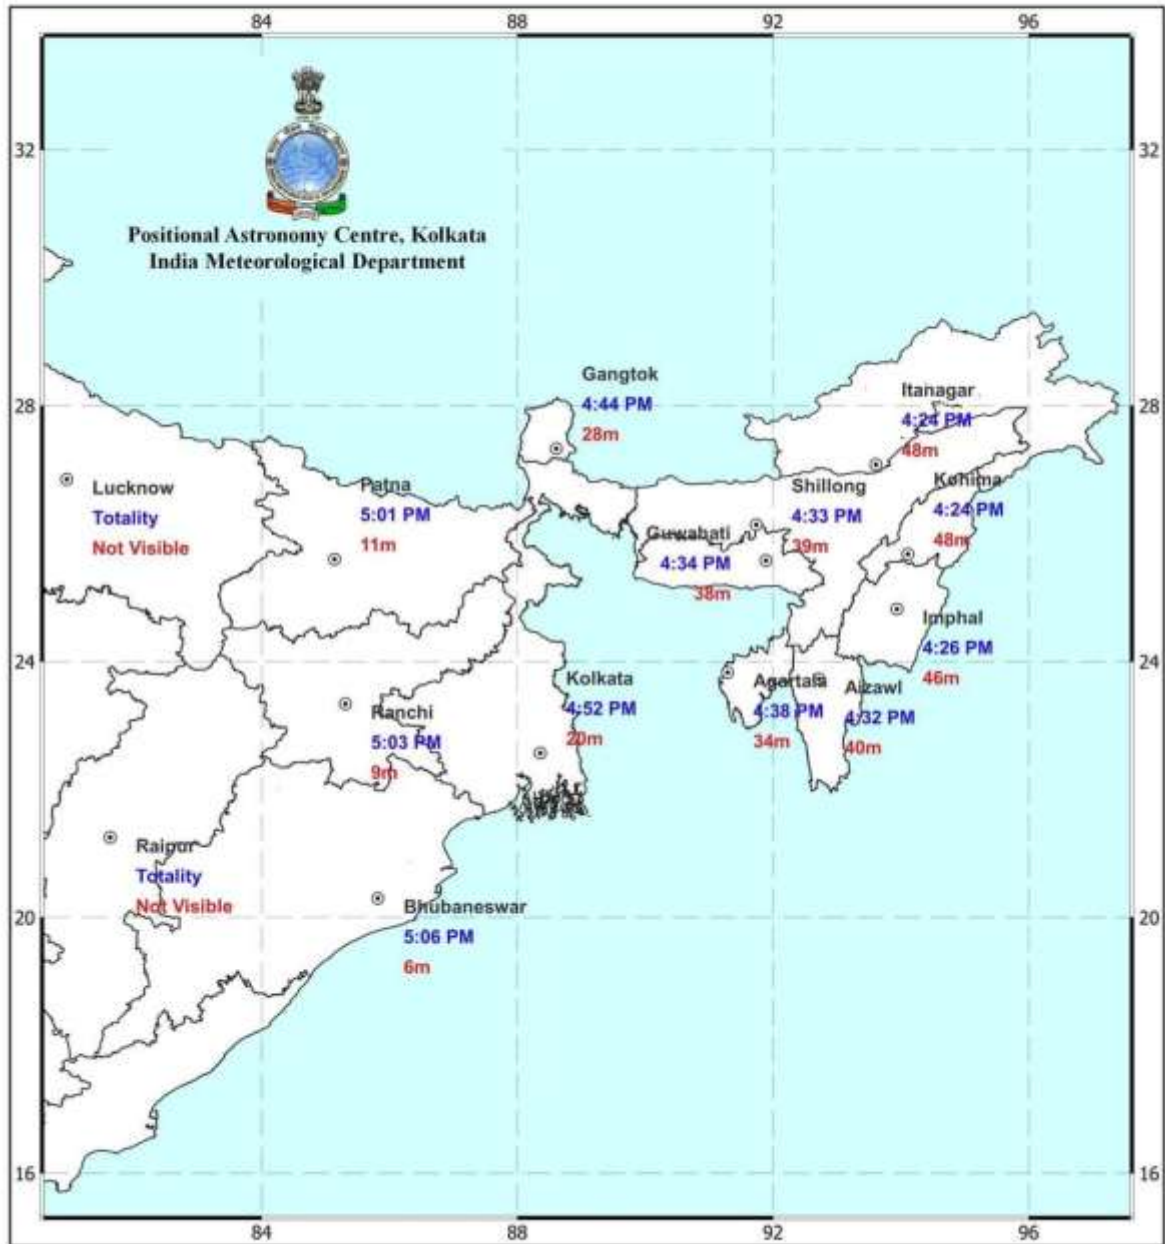 84 88 92 96
32 32
Positional Astronomy Centre, Kolkata
India Meteorological Department
28 28
Gangtok
4:44 PM
28m
Itanagar
4:24 PM
48m
Lucknow
Totality
Not Visible
Patna
5:01 PM
11m
Shillong
4:33 PM
39m
Kohima
4:24 PM
48m
Guwahati
4:34 PM
38m
Imphal
4:26 PM
46m
24 24
Kolkata
4:52 PM
20m
Agartala
4:38 PM
34m
Aizawl
4:32 PM
40m
Ranchi
5:03 PM
9m
Raipur
Totality
Not Visible
Bhubaneswar
5:06 PM
6m
20 20
16 16
84 88 92 96